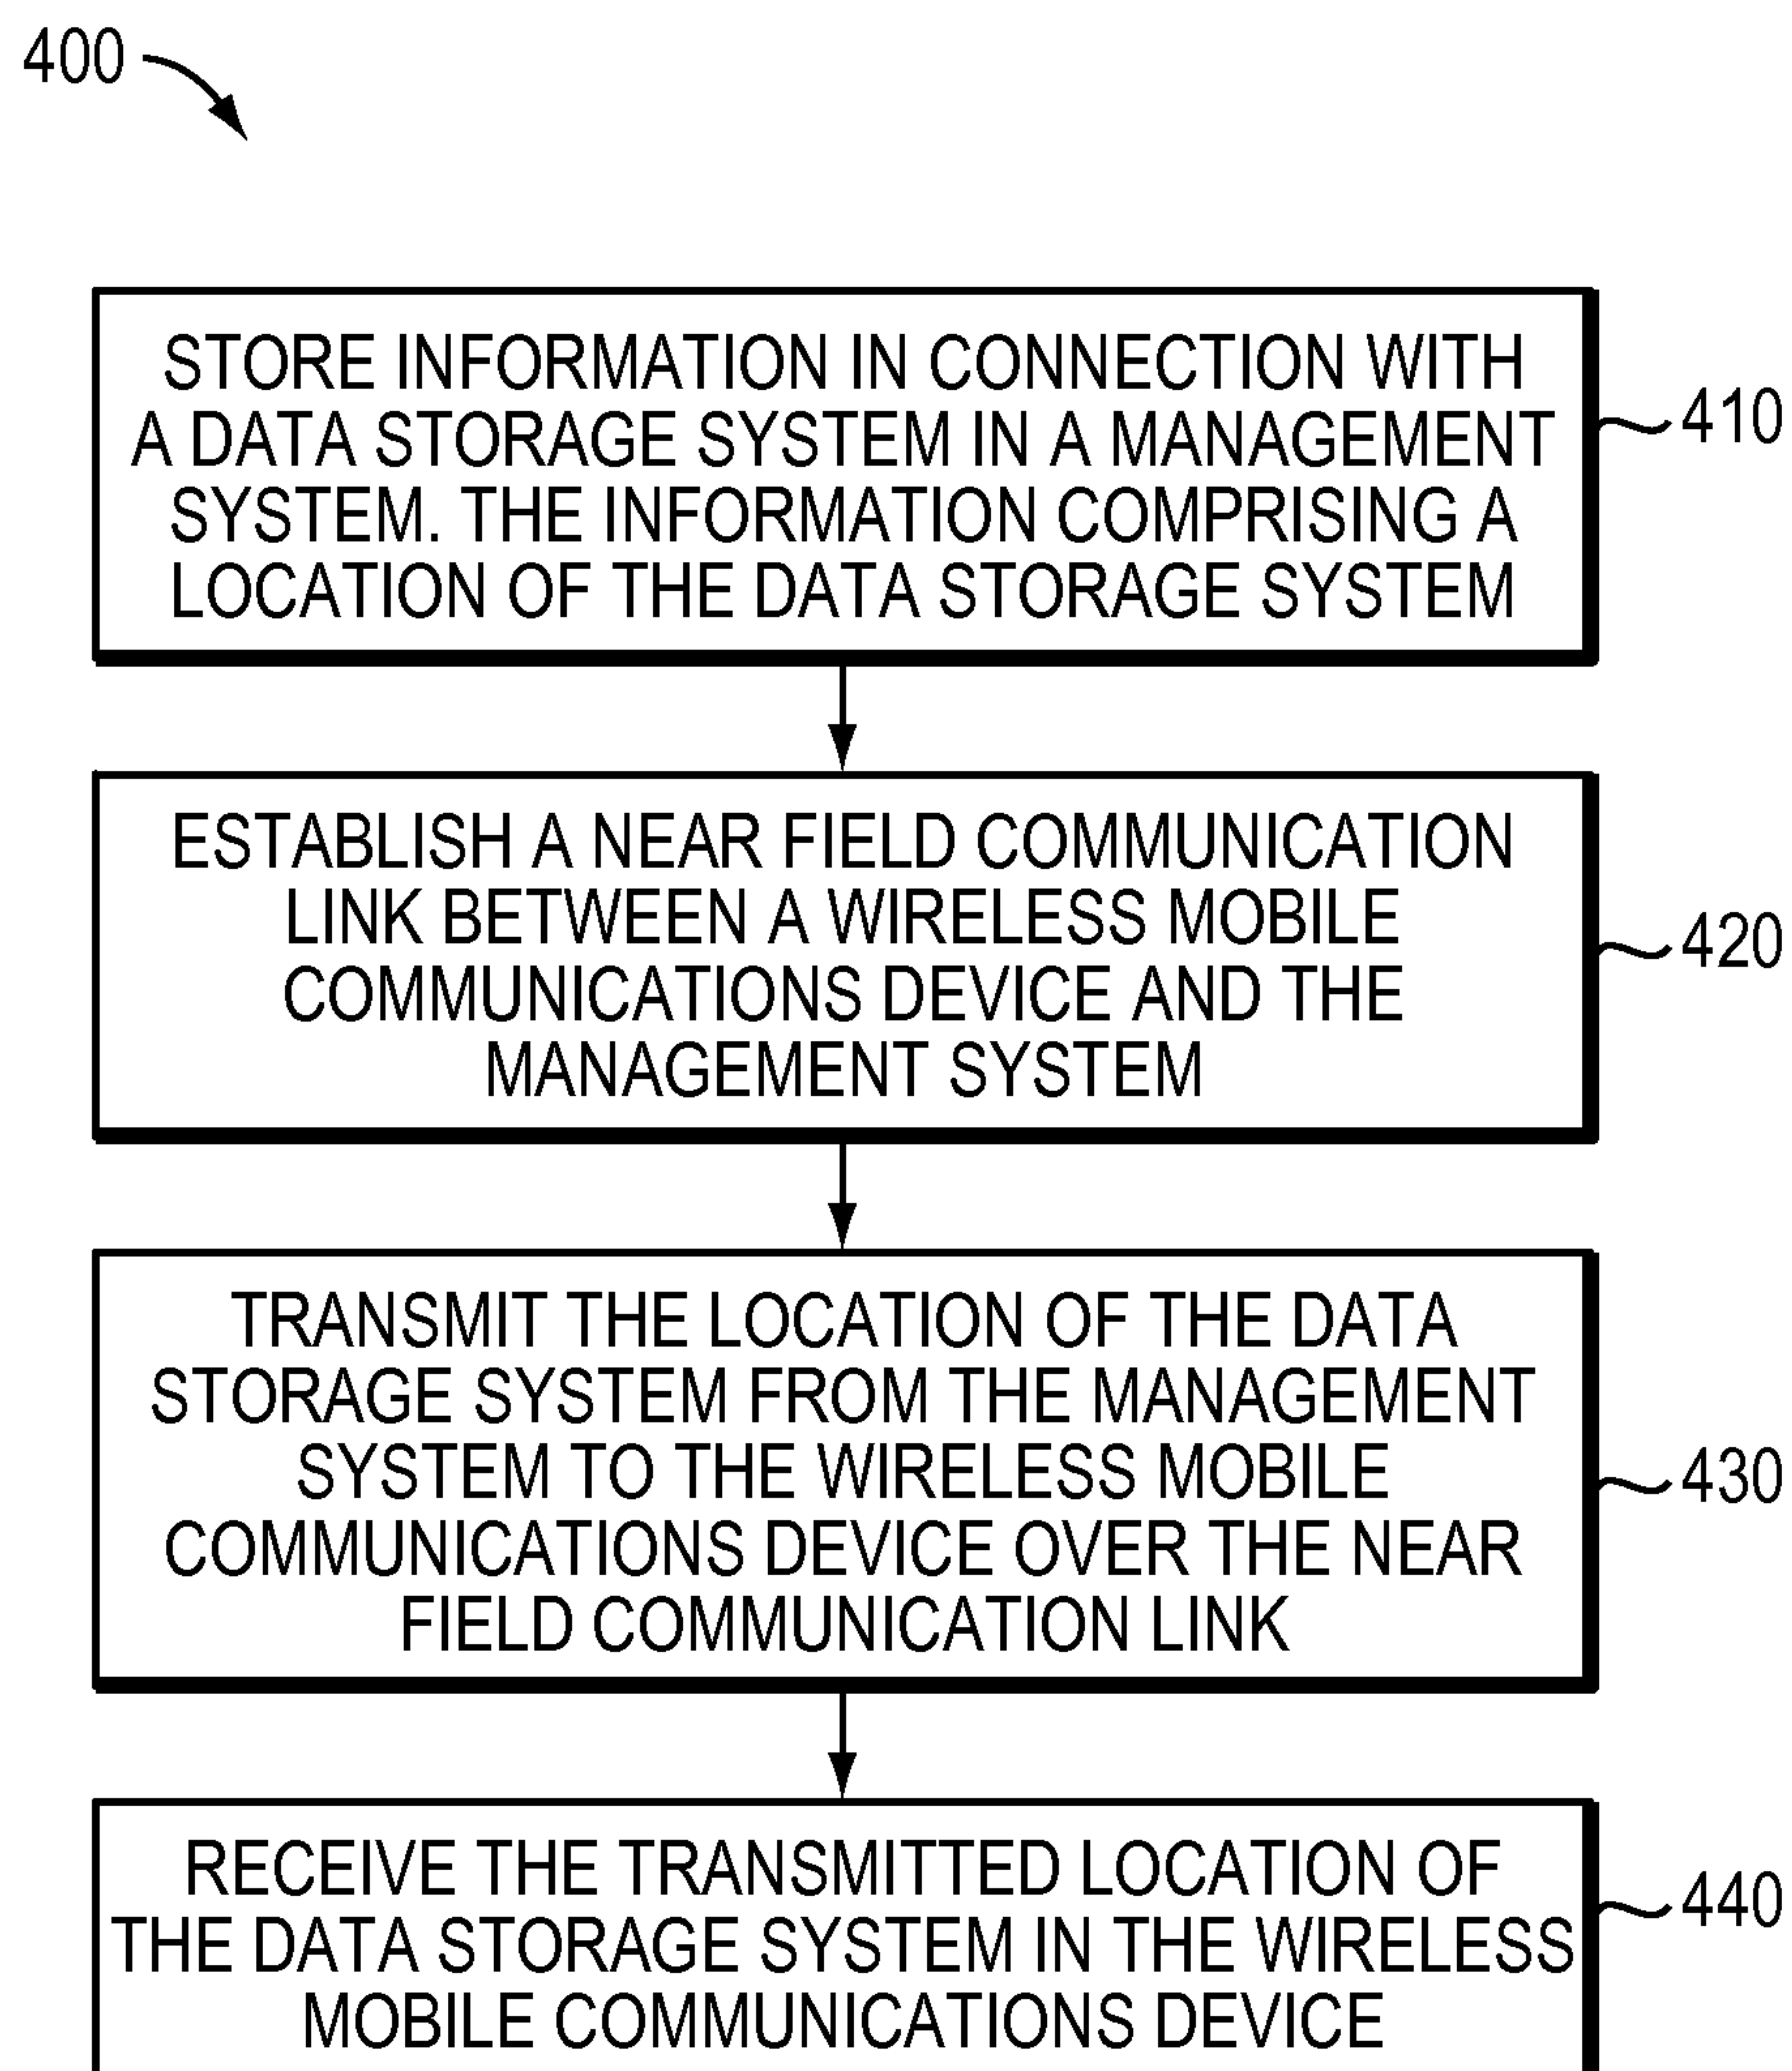 400
STORE INFORMATION IN CONNECTION WITH
A DATA STORAGE SYSTEM IN A MANAGEMENT
SYSTEM. THE INFORMATION COMPRISING A
LOCATION OF THE DATA STORAGE SYSTEM
410
ESTABLISH A NEAR FIELD COMMUNICATION
LINK BETWEEN A WIRELESS MOBILE
COMMUNICATIONS DEVICE AND THE
MANAGEMENT SYSTEM
420
TRANSMIT THE LOCATION OF THE DATA
STORAGE SYSTEM FROM THE MANAGEMENT
SYSTEM TO THE WIRELESS MOBILE
COMMUNICATIONS DEVICE OVER THE NEAR
FIELD COMMUNICATION LINK
430
RECEIVE THE TRANSMITTED LOCATION OF
THE DATA STORAGE SYSTEM IN THE WIRELESS
MOBILE COMMUNICATIONS DEVICE
440